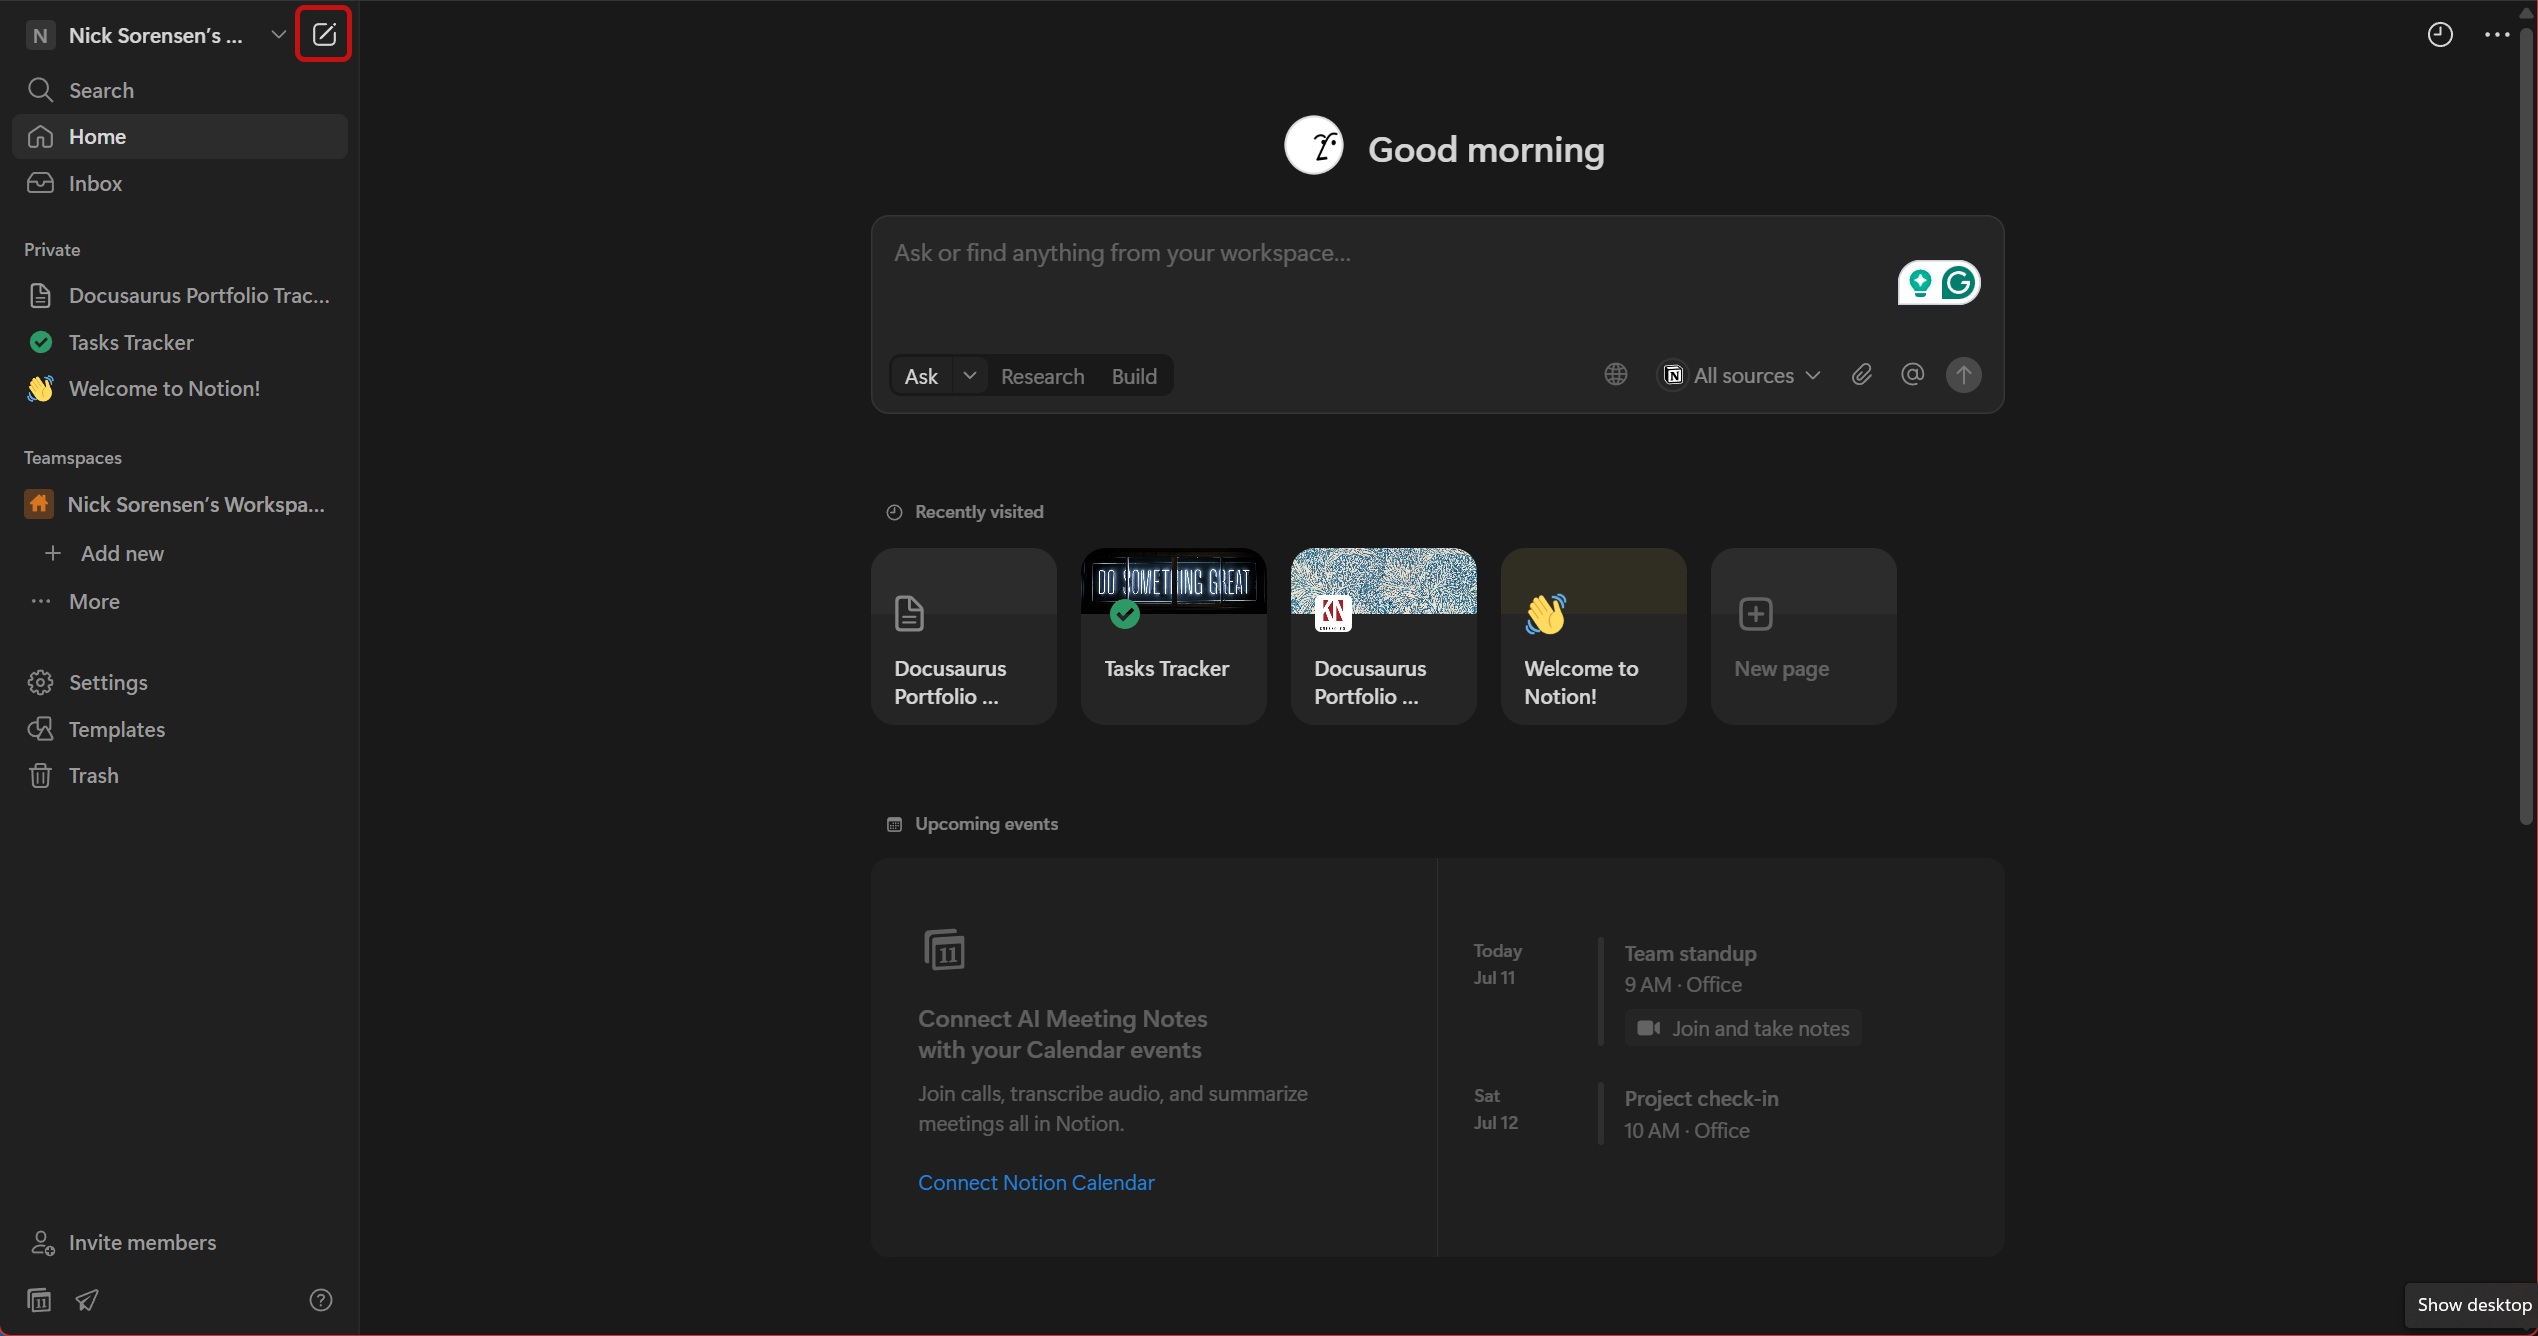 N Nick Sorensen’s ...
Search
Home
Inbox
Private
Docusaurus Portfolio Trac...
Tasks Tracker
Welcome to Notion!
Teamspaces
Nick Sorensen’s Workspa...
Add new
More
Settings
Templates
Trash
Invite members
11
Good morning
Ask or find anything from your workspace...
G
Ask Research Build
N All sources
Recently visited
Docusaurus
Portfolio ...
DO SOMETHING GREAT
Tasks Tracker
KN
Docusaurus
Portfolio ...
Welcome to
Notion!
New page
Upcoming events
11
Connect AI Meeting Notes
with your Calendar events
Join calls, transcribe audio, and summarize
meetings all in Notion.
Connect Notion Calendar
Today
Jul 11
Team standup
9 AM · Office
Join and take notes
Sat
Jul 12
Project check-in
10 AM · Office
Show desktop